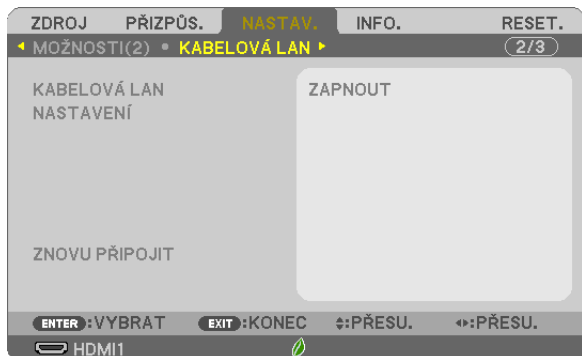 ZDROJ PŘIZPŮS. NASTAV. INFO. RESET.
MOŽNOSTI(2) • KABELOVÁ LAN 2/3
KABELOVÁ LAN ZAPNOUT
NASTAVENÍ
ZNOVU PŘIPOJIT
ENTER :VYBRAT EXIT :KONEC :PŘESU. :PŘESU.
HDMI1